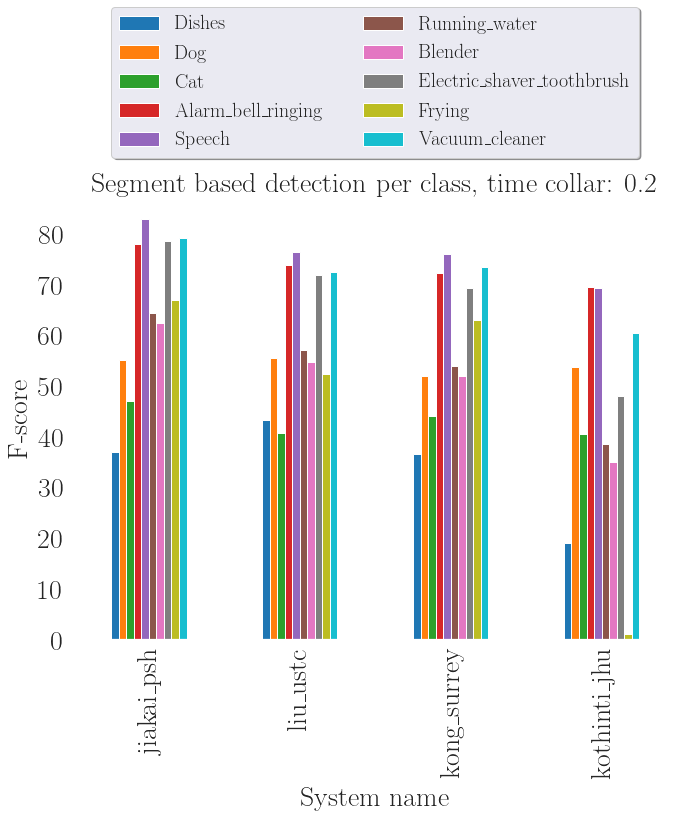 Dishes
Dog
Cat
Alarm_bell_ringing
Speech
Running_water
Blender
Electric_shaver_toothbrush
Frying
Vacuum_cleaner
Segment based detection per class, time collar: 0.2
F-score
80
70
60
50
40
30
20
10
0
jiakai_psh
liu_ustc
kong_surrey
kothinti_jhu
System name